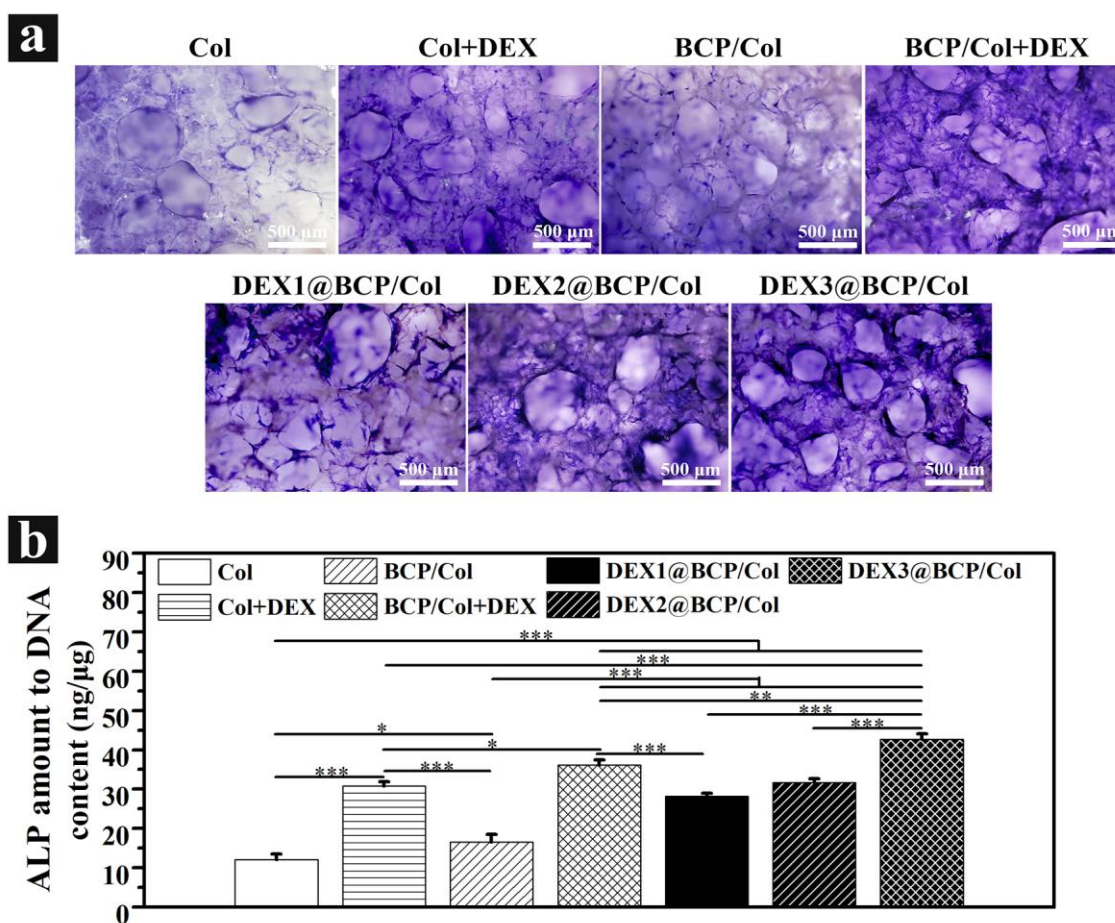 a
Col
Col+DEX
BCP/Col
BCP/Col+DEX
500 µm
500 µm
500 µm
500 µm
DEX1@BCP/Col
DEX2@BCP/Col
DEX3@BCP/Col
500 µm
500 µm
500 µm
b
ALP amount to DNA
content (ng/µg)
90
80
70
60
50
40
30
20
10
0
Col
BCP/Col
DEX1@BCP/Col
DEX3@BCP/Col
Col+DEX
BCP/Col+DEX
DEX2@BCP/Col
***
***
***
**
***
***
*
*
***
***
***